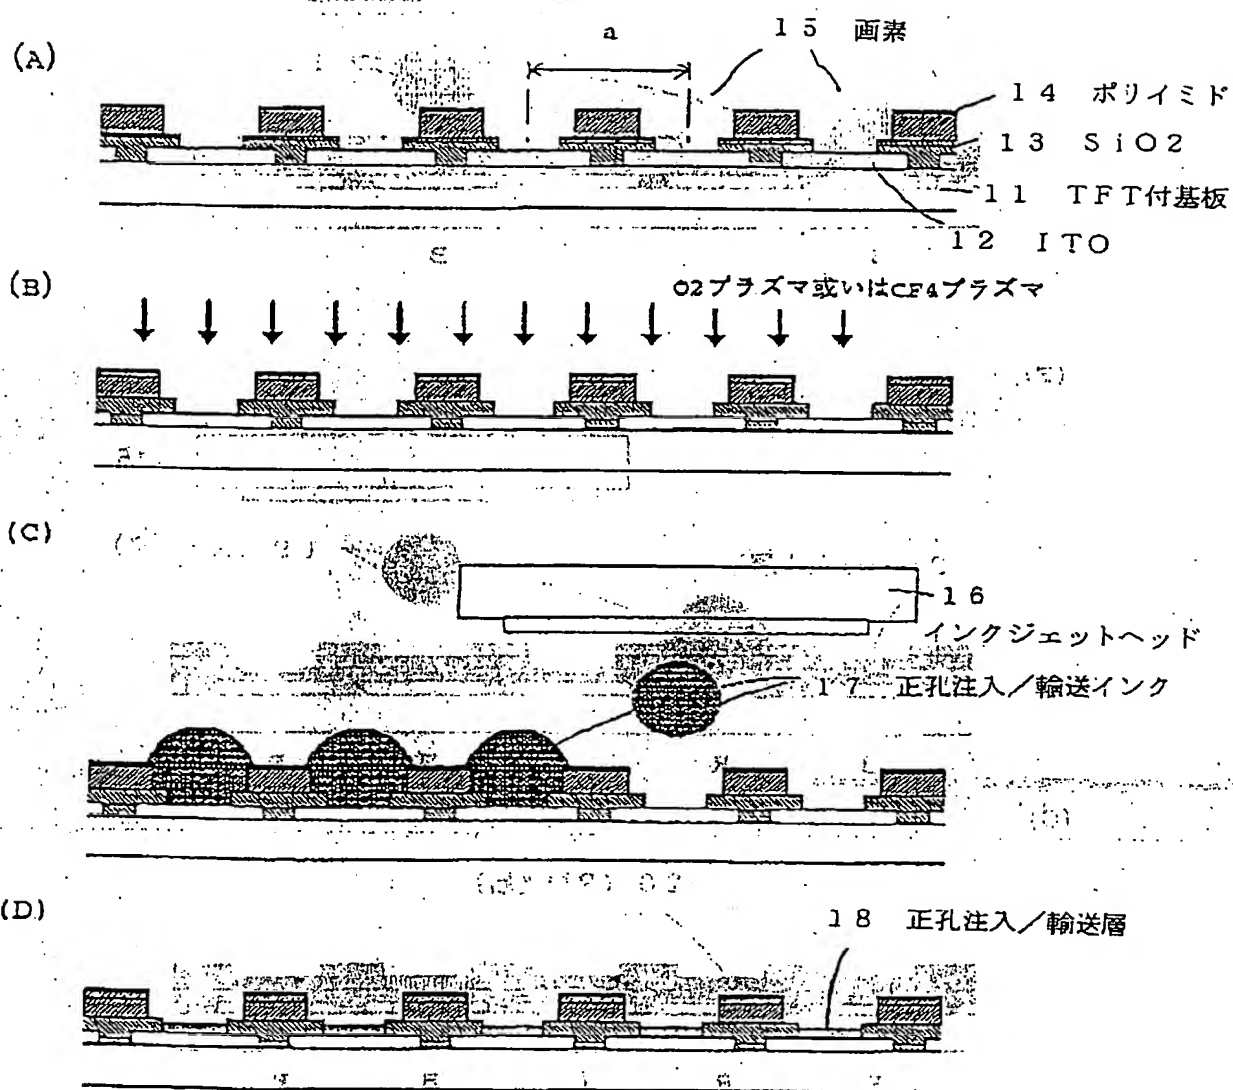 (A)
a
15 画素
14 ポリイミド
13 SiO2
11 TFT付基板
12 ITO
(B)
O2プラズマ或いはCF4プラズマ
(C)
16
インクジェットヘッド
17 正孔注入/輸送インク
(D)
18 正孔注入/輸送層